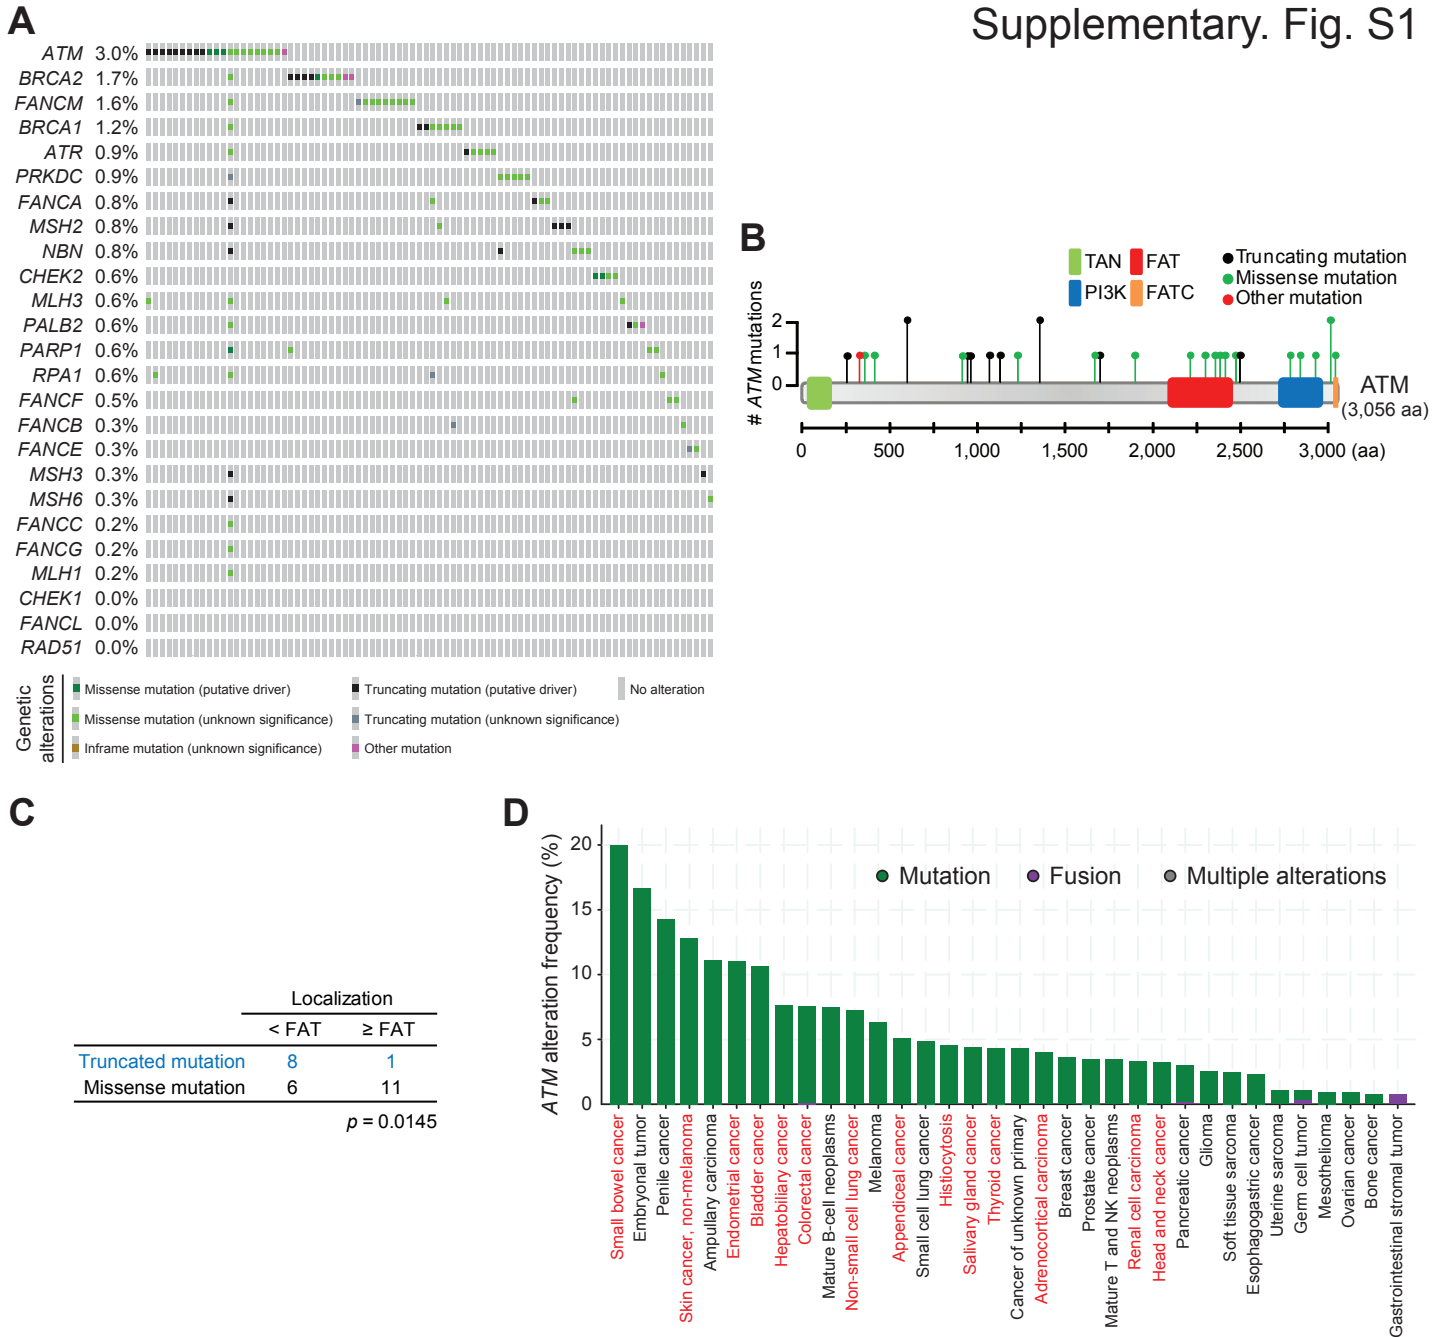 Supplementary. Fig. S1
A
ATM 3.0%
BRCA2 1.7%
FANCM 1.6%
BRCA1 1.2%
ATR 0.9%
PRKDC 0.9%
FANCA 0.8%
MSH2 0.8%
NBN 0.8%
CHEK2 0.6%
MLH3 0.6%
PALB2 0.6%
PARP1 0.6%
RPA1 0.6%
FANCF 0.5%
FANCB 0.3%
FANCE 0.3%
MSH3 0.3%
MSH6 0.3%
FANCC 0.2%
FANCG 0.2%
MLH1 0.2%
CHEK1 0.0%
FANCL 0.0%
RAD51 0.0%
Genetic
alterations
Missense mutation (putative driver)
Truncating mutation (putative driver)
No alteration
Missense mutation (unknown significance)
Truncating mutation (unknown significance)
Inframe mutation (unknown significance)
Other mutation
B
TAN
FAT
PI3K
FATC
Truncating mutation
Missense mutation
Other mutation
# ATM mutations
2
1
0
ATM
(3,056 aa)
0 500 1,000 1,500 2,000 2,500 3,000 (aa)
C
Localization
< FAT ≥ FAT
Truncated mutation 8 1
Missense mutation 6 11
p = 0.0145
D
ATM alteration frequency (%)
20
15
10
5
0
Mutation
Fusion
Multiple alterations
Small bowel cancer
Embryonal tumor
Penile cancer
Skin cancer, non-melanoma
Ampullary carcinoma
Endometrial cancer
Bladder cancer
Hepatobiliary cancer
Colorectal cancer
Mature B-cell neoplasms
Non-small cell lung cancer
Melanoma
Appendiceal cancer
Small cell lung cancer
Histiocytosis
Salivary gland cancer
Thyroid cancer
Cancer of unknown primary
Adrenocortical carcinoma
Breast cancer
Prostate cancer
Mature T and NK neoplasms
Renal cell carcinoma
Head and neck cancer
Pancreatic cancer
Glioma
Soft tissue sarcoma
Esophagogastric cancer
Uterine sarcoma
Germ cell tumor
Mesothelioma
Ovarian cancer
Bone cancer
Gastrointestinal stromal tumor